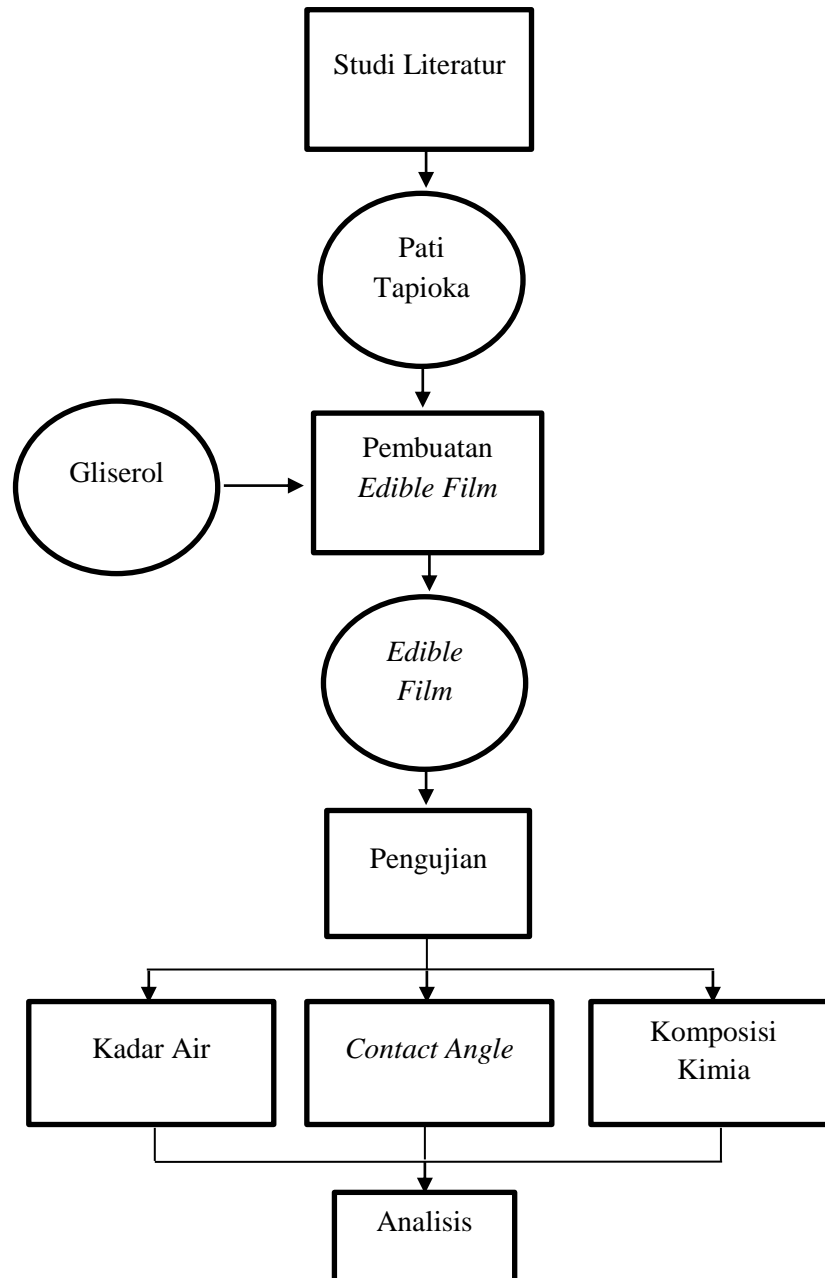 Studi Literatur
Pati
Tapioka
Gliserol
Pembuatan
Edible Film
Edible
Film
Pengujian
Kadar Air
Contact Angle
Komposisi
Kimia
Analisis